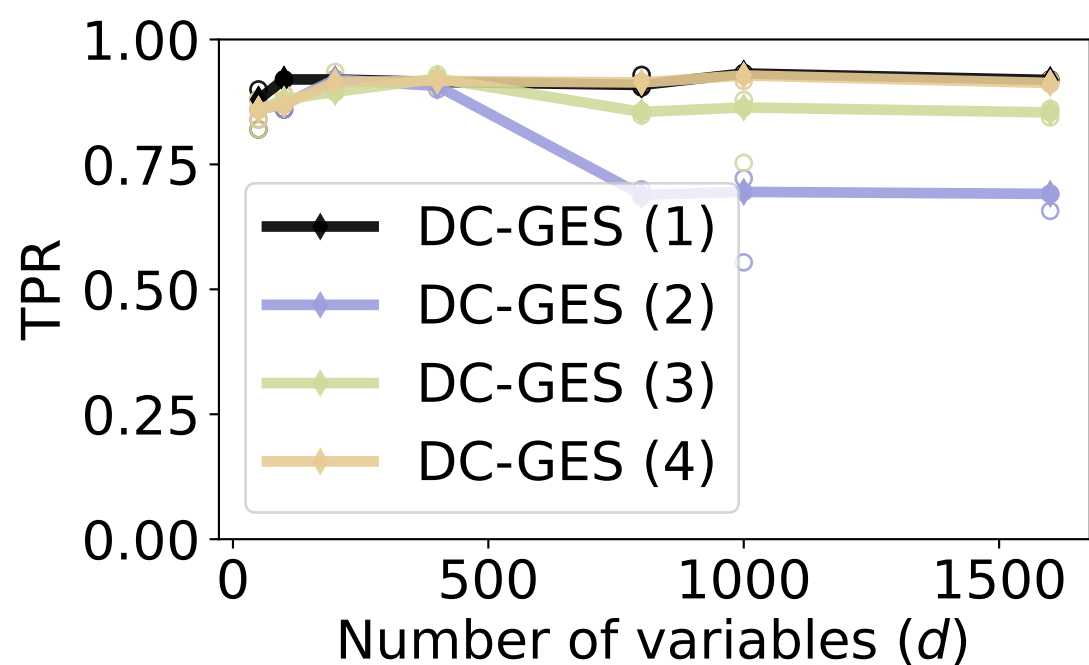 1.00
0.75
0.50
0.25
0.00
TPR
DC-GES (1)
DC-GES (2)
DC-GES (3)
DC-GES (4)
0 500 1000 1500
Number of variables (d)